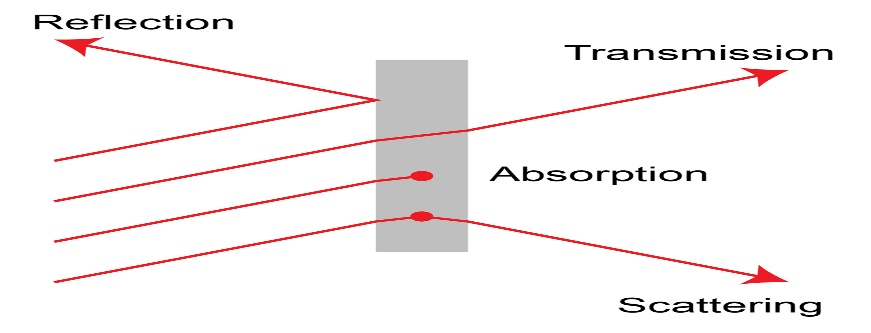 Reflection
Transmission
Absorption
Scattering